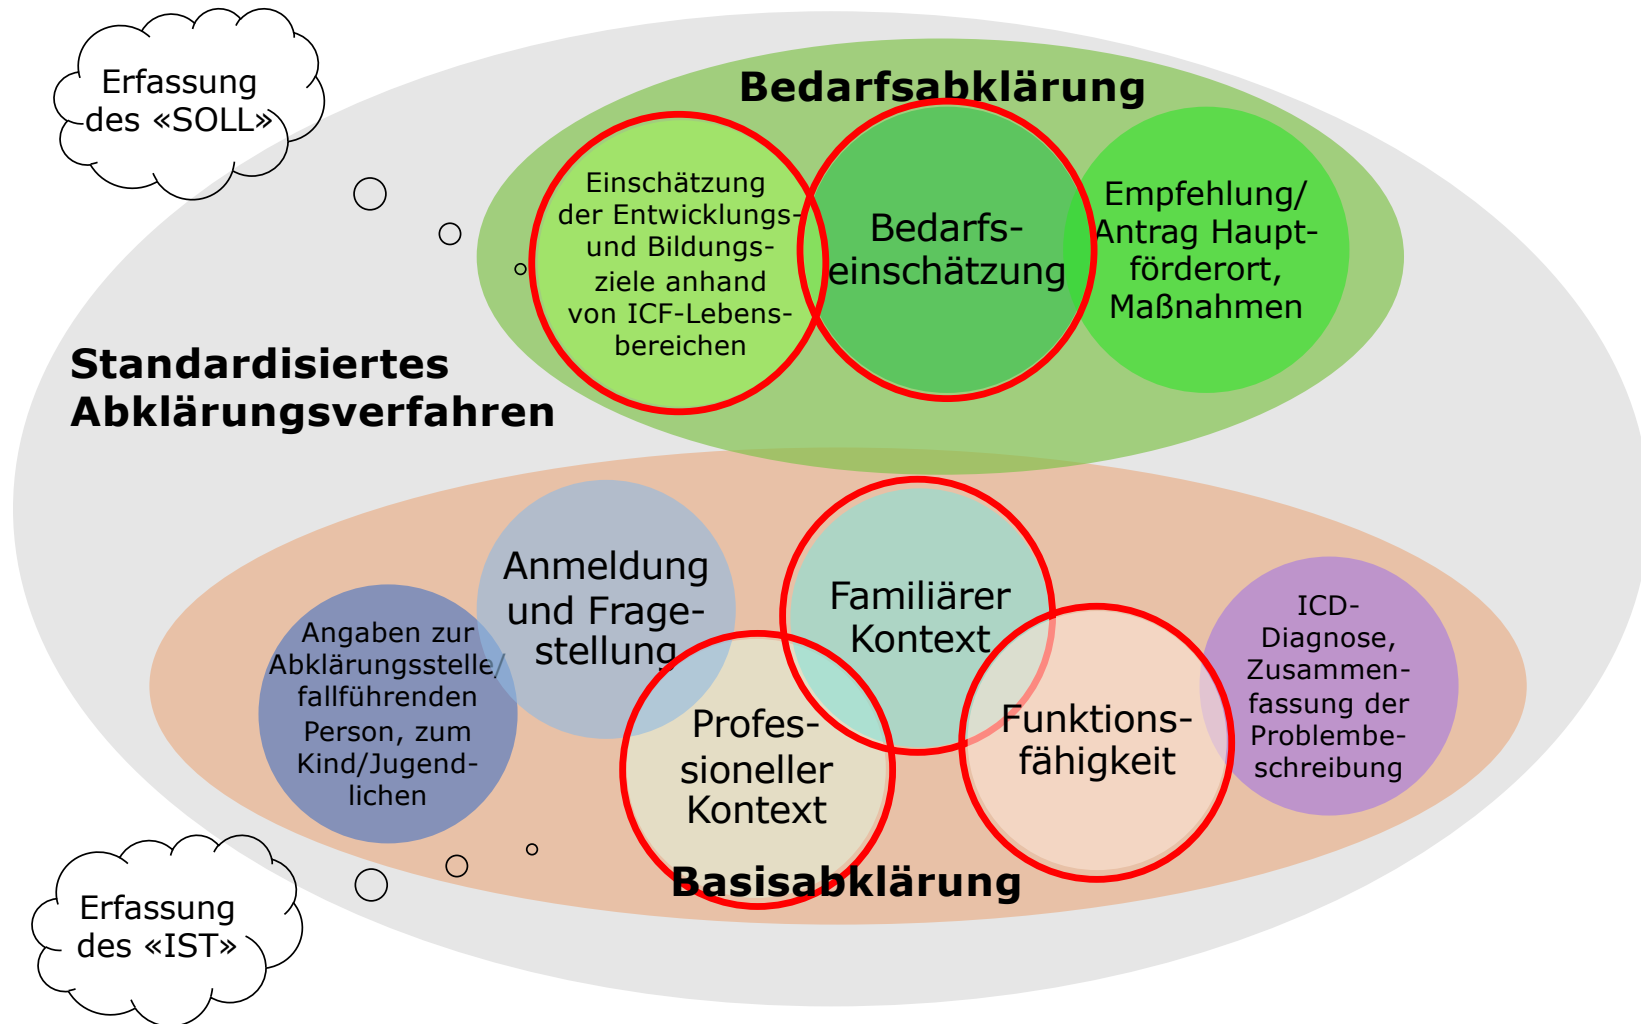 Erfassung
des «SOLL»
Bedarfsabklärung
Einschätzung
der Entwicklungs-
und Bildungs-
ziele anhand
von ICF-Lebens-
bereichen
Bedarfs-
einschätzung
Empfehlung/
Antrag Haupt-
förderort,
Maßnahmen
Standardisiertes
Abklärungsverfahren
Angaben zur
Abklärungsstelle/
fallführenden
Person, zum
Kind/Jugend-
lichen
Anmeldung
und Frage-
stellung
Profes-
sioneller
Kontext
Familiärer
Kontext
Funktions-
fähigkeit
ICD-
Diagnose,
Zusammen-
fassung der
Problembe-
schreibung
Basisabklärung
Erfassung
des «IST»